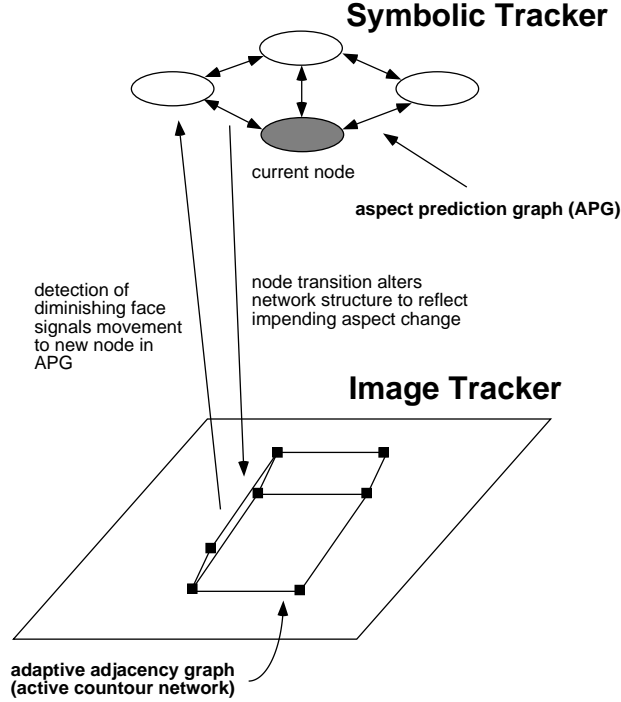 Symbolic Tracker
current node
aspect prediction graph (APG)
detection of
diminishing face
signals movement
to new node in
APG
node transition alters
network structure to reflect
impending aspect change
Image Tracker
adaptive adjacency graph
(active countour network)